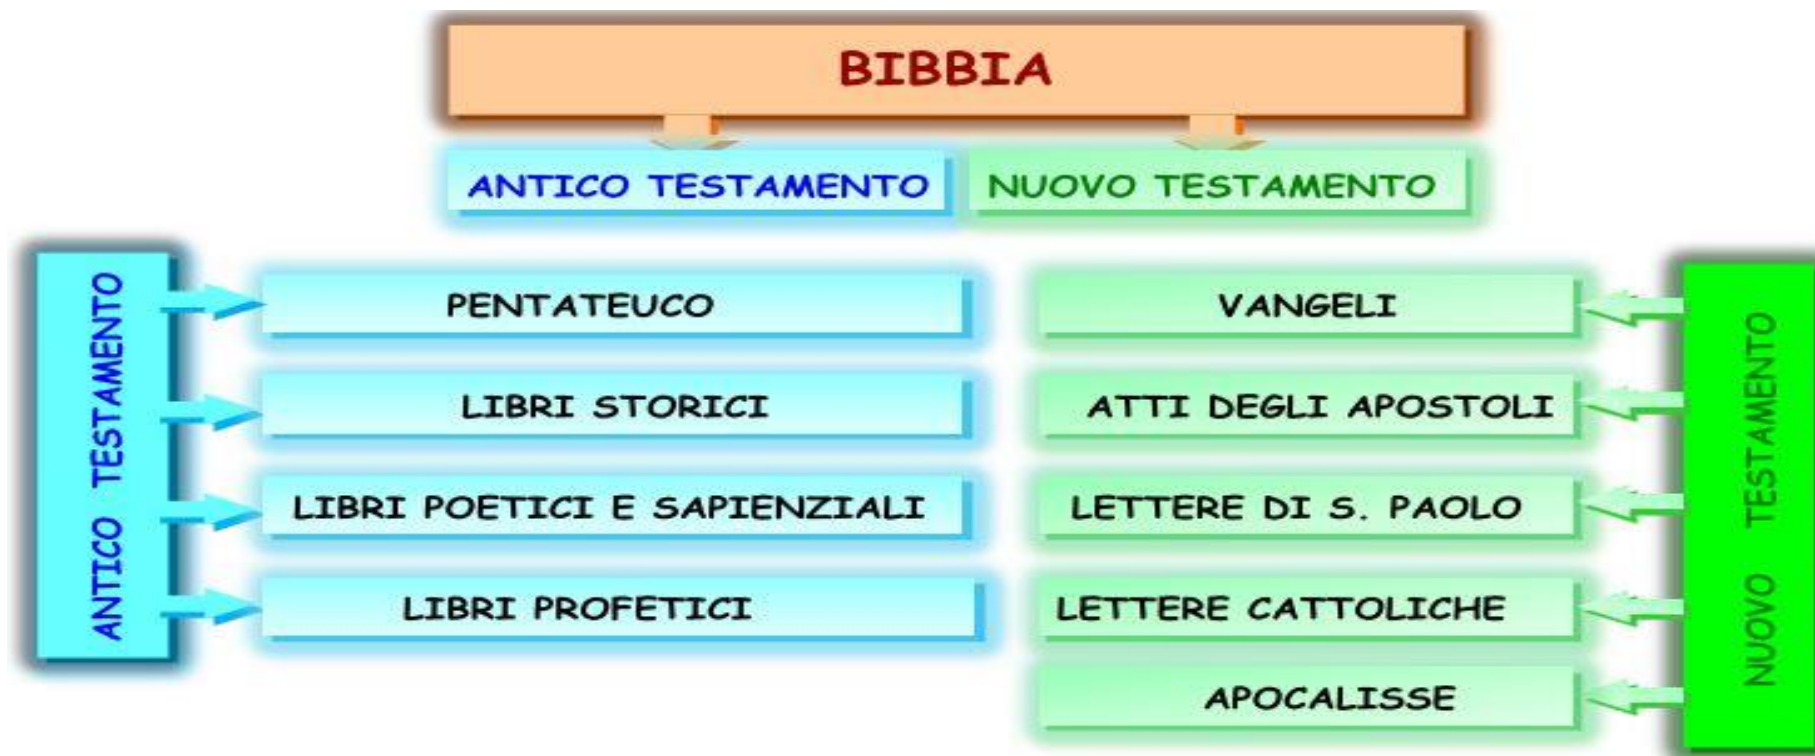 BIBBIA
ANTICO TESTAMENTO
NUOVO TESTAMENTO
ANTICO TESTAMENTO
PENTATEUCO
LIBRI STORICI
LIBRI POETICI E SAPIENZIALI
LIBRI PROFETICI
VANGELI
ATTI DEGLI APOSTOLI
LETTERE DI S. PAOLO
LETTERE CATTOLICHE
APOCALISSE
NUOVO TESTAMENTO